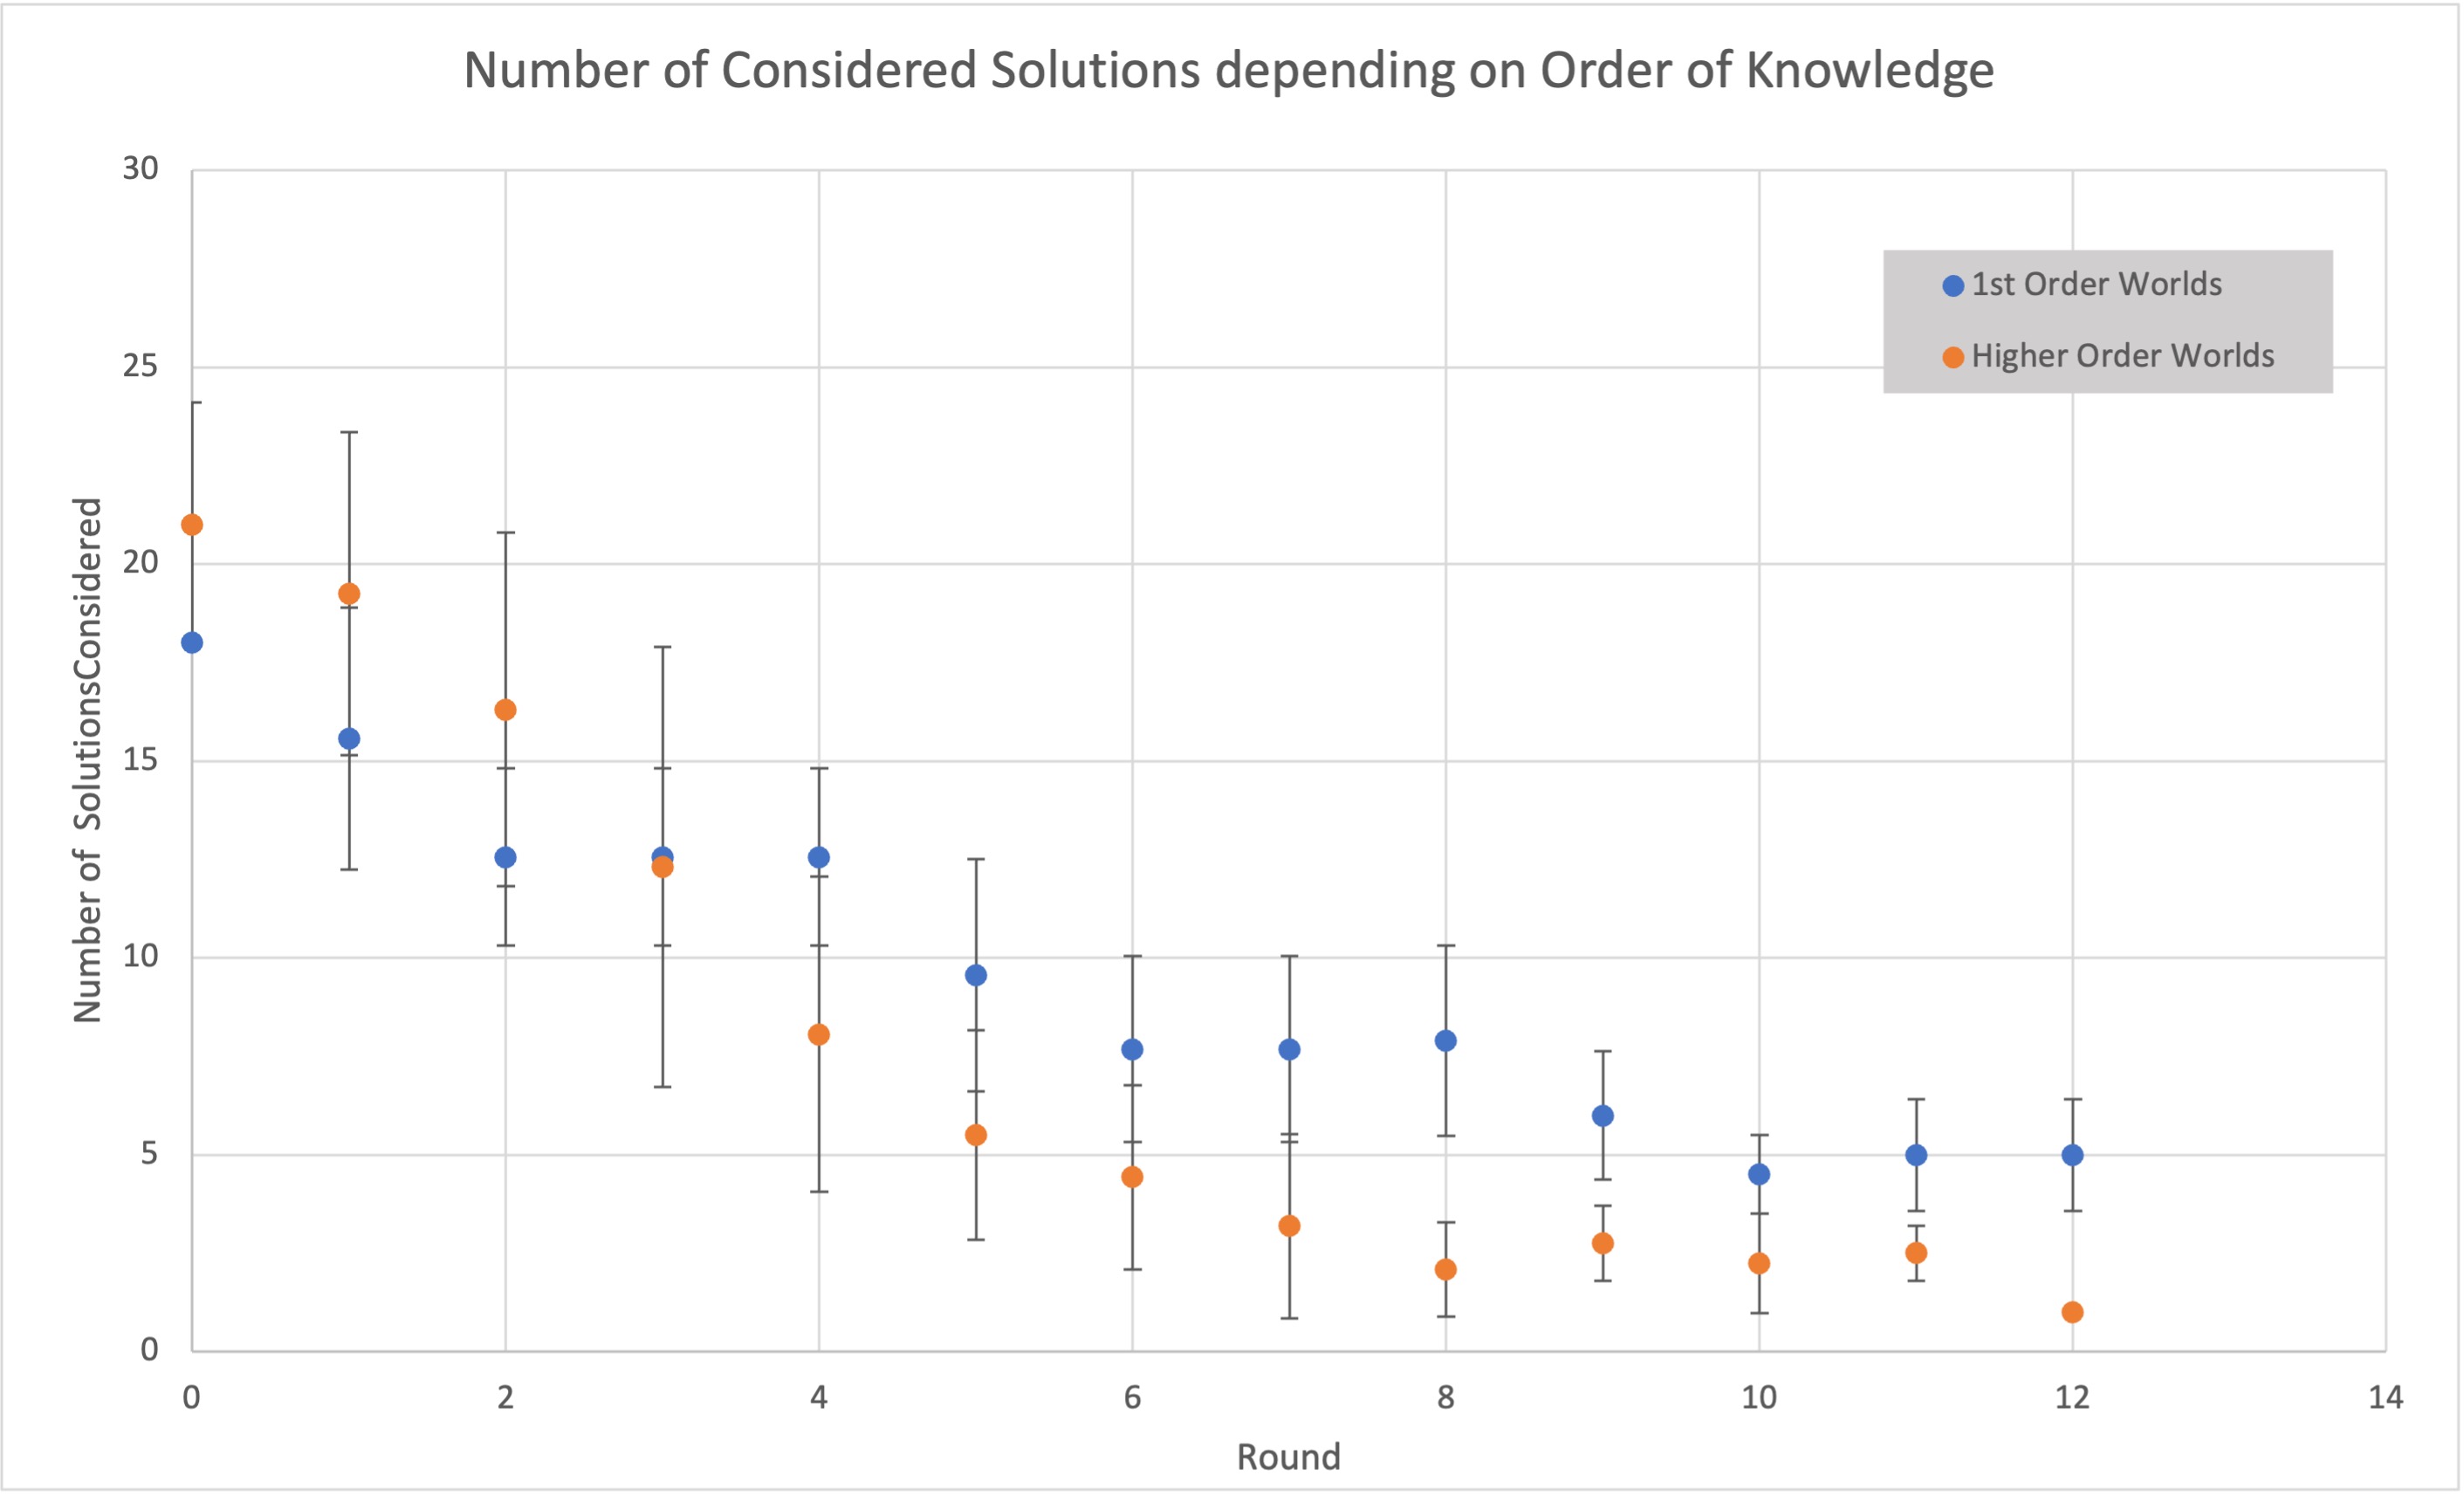 Number of Considered Solutions depending on Order of Knowledge
30
25
20
15
10
5
0
Number of SolutionsConsidered
1st Order Worlds
Higher Order Worlds
0 2 4 6 8 10 12 14
Round